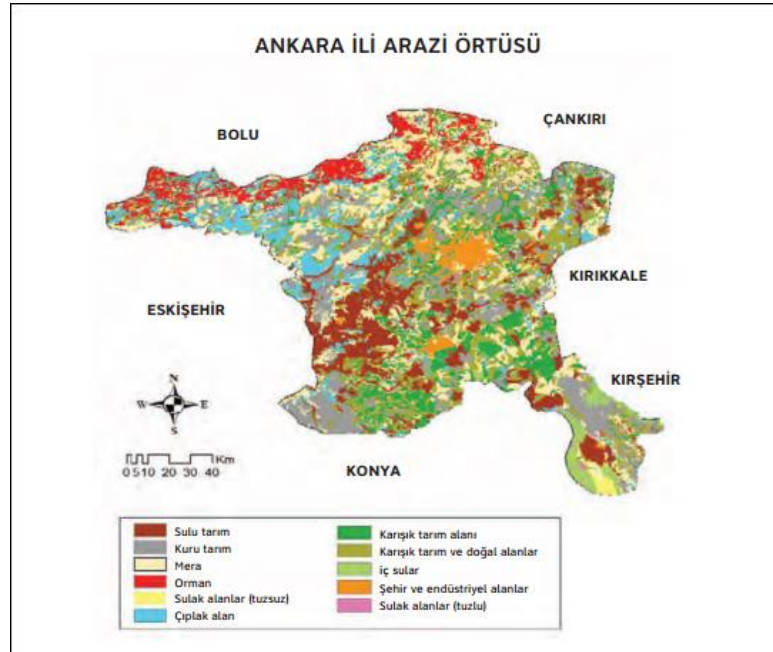 ANKARA İLİ ARAZİ ÖRTÜSÜ
BOLU
ÇANKIRI
KIRIKKALE
ESKİŞEHİR
KIRŞEHİR
N
W E
S
Km
0 5 10 20 30 40
KONYA
Sulu tarım
Kuru tarım
Mera
Orman
Sulak alanlar (tuzsuz)
Çıplak alan
Karışık tarım alanı
Karışık tarım ve doğal alanlar
iç sular
Şehir ve endüstriyel alanlar
Sulak alanlar (tuzlu)